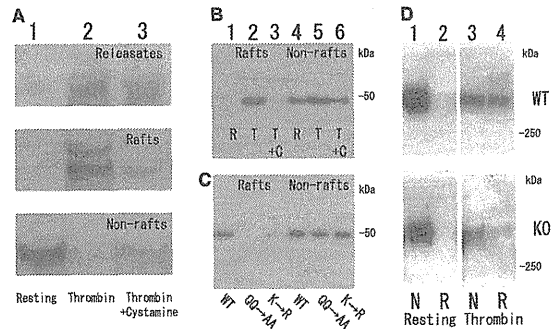 A
1 2 3
Releasates
Rafts
Non-rafts
Resting Thrombin Thrombin
+Cystamine
B
1 2 3 4 5 6
Rafts Non-rafts
kDa
-50
R T T R T T
+C +C
C
Rafts Non-rafts
kDa
-50
WT QQ→AA K→R WT QQ→AA K→R
D
1 2 3 4
kDa
WT
-250
KO
-250
N R N R
Resting Thrombin